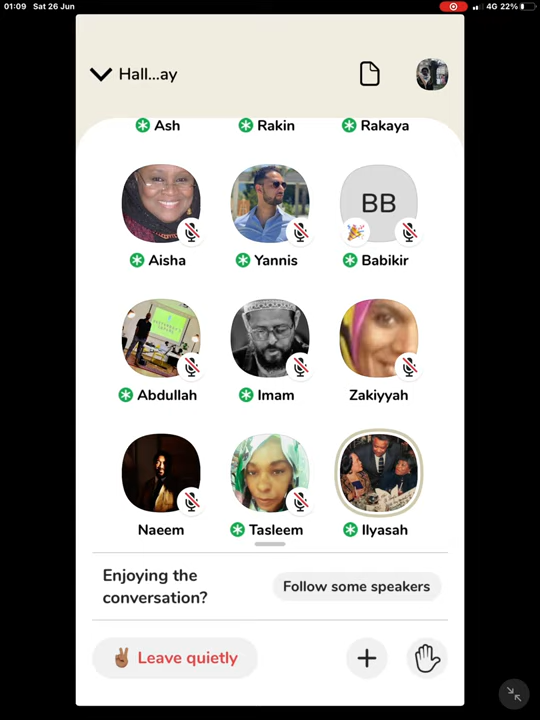 01:09 Sat 26 Jun
4G 22%
Hall...ay
Ash Rakin Rakaya
BB
Aisha Yannis Babikir
Abdullah Imam Zakiyyah
Naeem Tasleem Ilyasah
Enjoying the
conversation?
Follow some speakers
Leave quietly